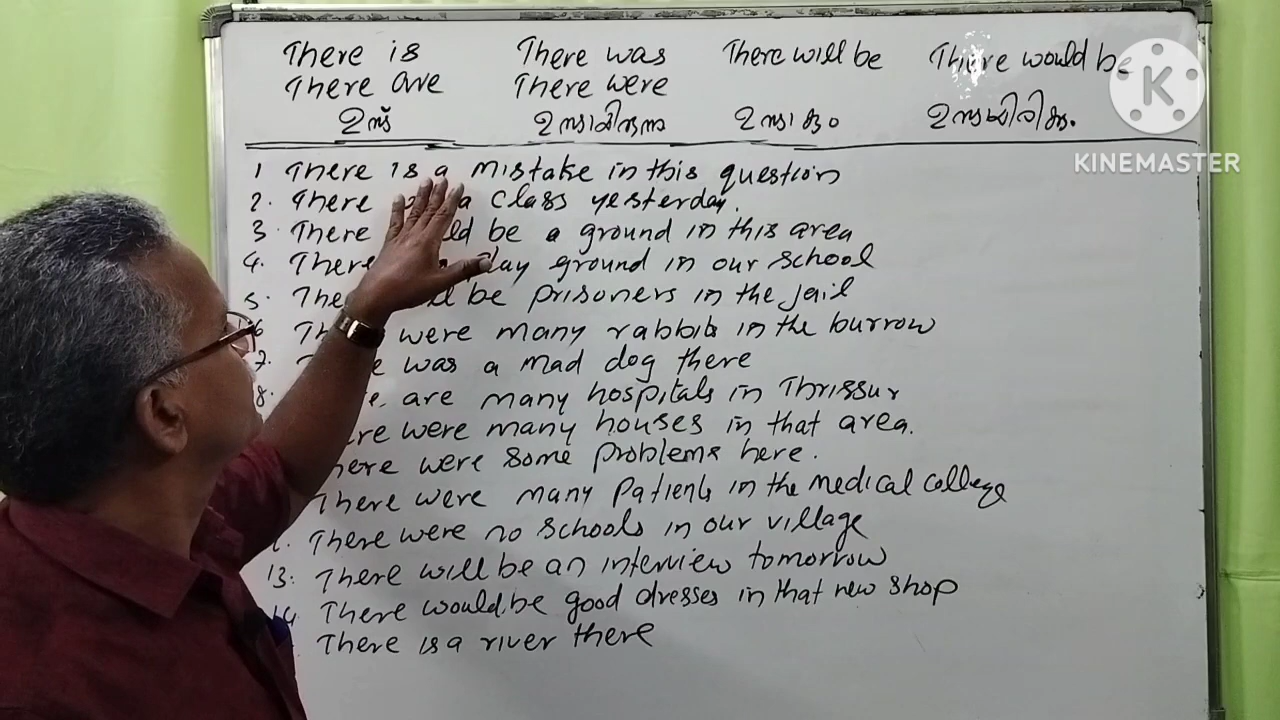 There is There was There will be There would be
There are There were
ഉണ്ട് ഉണ്ടായിരുന്നു ഉണ്ടാകും ഉണ്ടായിരിക്കും.
K
KINEMASTER
1 There is a mistake in this question
2. There a class yesterday.
3. There be a ground in this area
4. There play ground in our school
5. be prisoners in the jail
6 were many rabbits in the burrow
7. was a mad dog there
8. are many hospitals in Thrissur
were many houses in that area.
There were some problems here.
There were many patients in the medical college
There were no schools in our village
13. There will be an interview tomorrow
14 There would be good dresses in that new shop
There is a river there